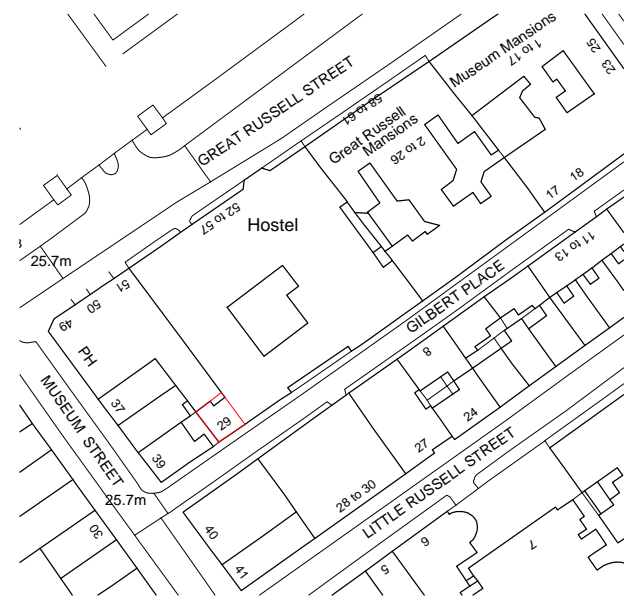 GREAT RUSSELL STREET
Museum Mansions
1 to 17
25
23
58 to 61
Great Russell
Mansions
2 to 26
18
17
52 to 57
Hostel
25.7m
51
50
49
PH
11 to 13
GILBERT PLACE
8
37
29
39
MUSEUM STREET
25.7m
24
27
28 to 30
LITTLE RUSSELL STREET
30
40
41
5
6
7